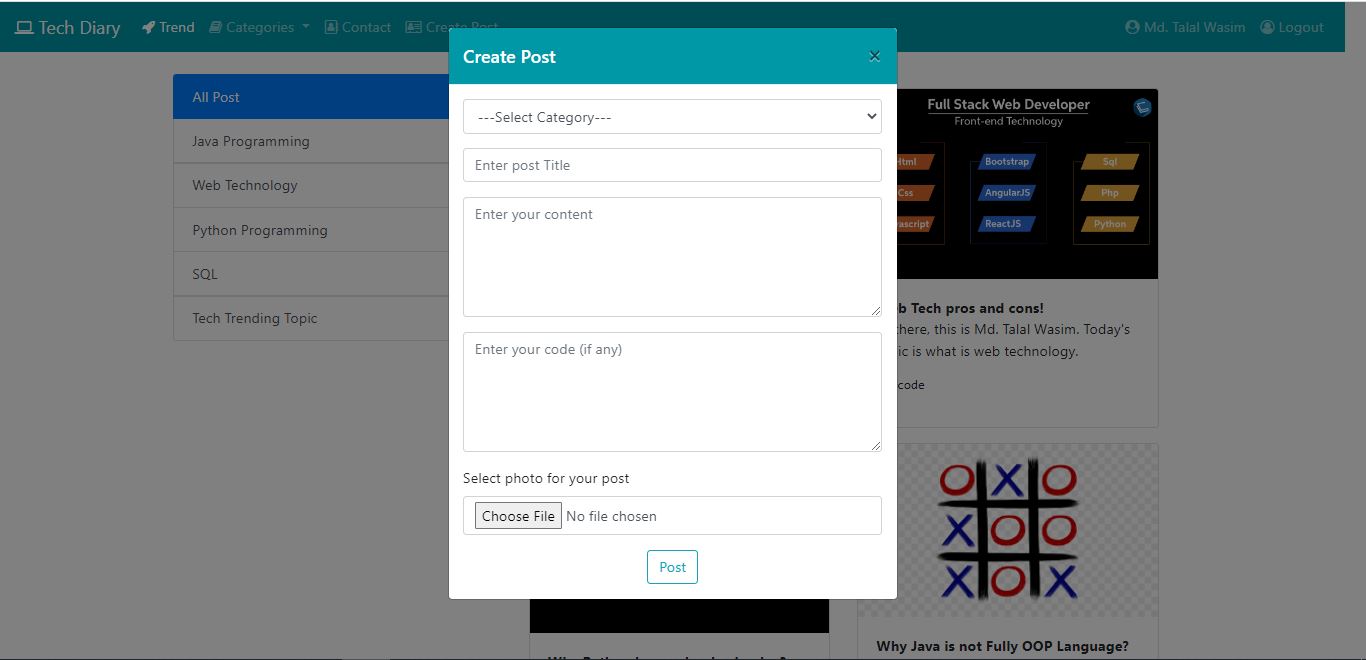 Tech Diary
Trend
Categories
Contact
Create Post
Md. Talal Wasim
Logout
Create Post
×
---Select Category---
Enter post Title
Enter your content
Enter your code (if any)
Select photo for your post
Choose File No file chosen
Post
All Post
Java Programming
Web Technology
Python Programming
SQL
Tech Trending Topic
Full Stack Web Developer
Front-end Technology
Html Bootstrap Sql
Css AngularJS Php
ascript ReactJS Python
b Tech pros and cons!
there, this is Md. Talal Wasim. Today's
ic is what is web technology.
code
O X O
X O O
X O X
Why Java is not Fully OOP Language?